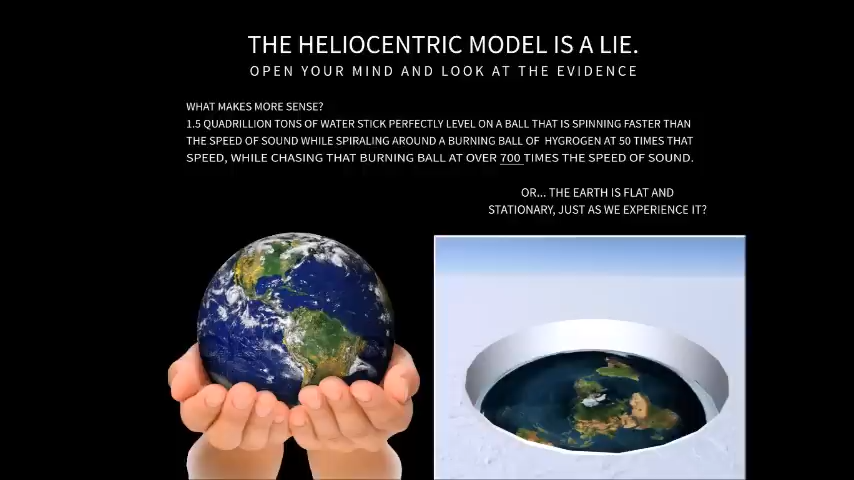 THE HELIOCENTRIC MODEL IS A LIE.
OPEN YOUR MIND AND LOOK AT THE EVIDENCE
WHAT MAKES MORE SENSE?
1.5 QUADRILLION TONS OF WATER STICK PERFECTLY LEVEL ON A BALL THAT IS SPINNING FASTER THAN
THE SPEED OF SOUND WHILE SPIRALING AROUND A BURNING BALL OF HYGROGEN AT 50 TIMES THAT
SPEED, WHILE CHASING THAT BURNING BALL AT OVER 700 TIMES THE SPEED OF SOUND.
OR... THE EARTH IS FLAT AND
STATIONARY, JUST AS WE EXPERIENCE IT?